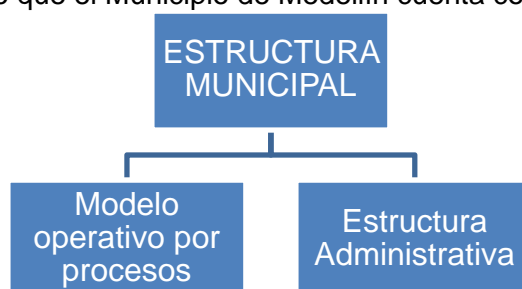 que el Municipio de Medellín cuenta
ESTRUCTURA
MUNICIPAL
Modelo
operativo por
procesos
Estructura
Administrativa